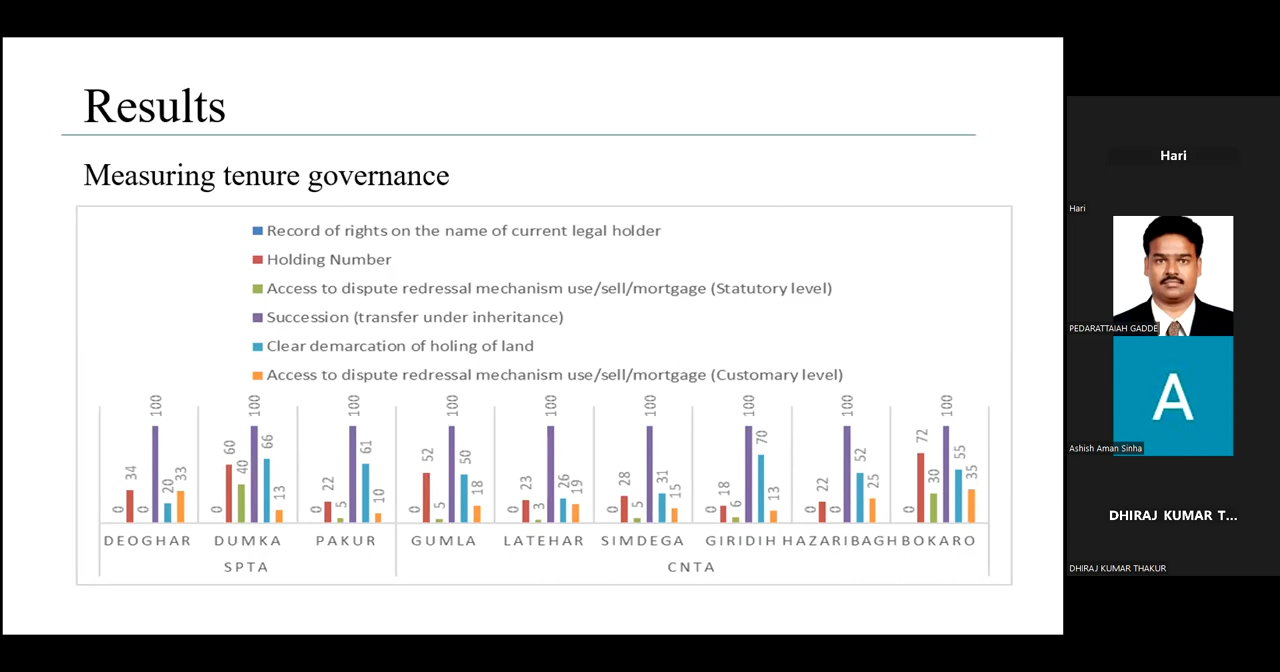 Results
Measuring tenure governance
Record of rights on the name of current legal holder
Holding Number
Access to dispute redressal mechanism use/sell/mortgage (Statutory level)
Succession (transfer under inheritance)
Clear demarcation of holing of land
Access to dispute redressal mechanism use/sell/mortgage (Customary level)
0 34 0 100 20 33
0 60 40 100 66 13
0 22 5 100 61 10
0 52 5 100 50 18
0 23 3 100 26 19
0 28 5 100 31 15
0 18 6 100 70 13
0 22 0 100 52 25
0 72 30 100 55 35
DEOGHAR DUMKA PAKUR GUMLA LATEHAR SIMDEGA GIRIDIH HAZARIBAGH BOKARO
SPTA CNTA
Hari
Hari
PEDARATTAIAH GADDE
A
Ashish Aman Sinha
DHIRAJ KUMAR T...
DHIRAJ KUMAR THAKUR